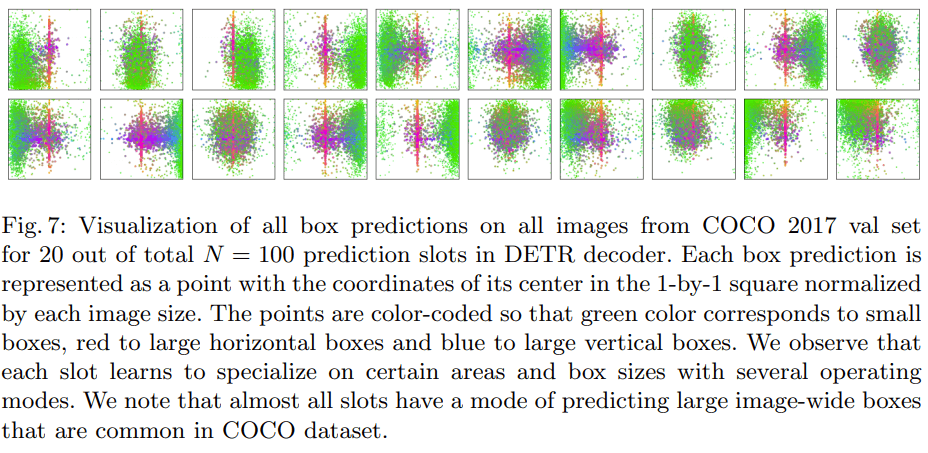 Fig. 7: Visualization of all box predictions on all images from COCO 2017 val set
for 20 out of total N = 100 prediction slots in DETR decoder. Each box prediction is
represented as a point with the coordinates of its center in the 1-by-1 square normalized
by each image size. The points are color-coded so that green color corresponds to small
boxes, red to large horizontal boxes and blue to large vertical boxes. We observe that
each slot learns to specialize on certain areas and box sizes with several operating
modes. We note that almost all slots have a mode of predicting large image-wide boxes
that are common in COCO dataset.